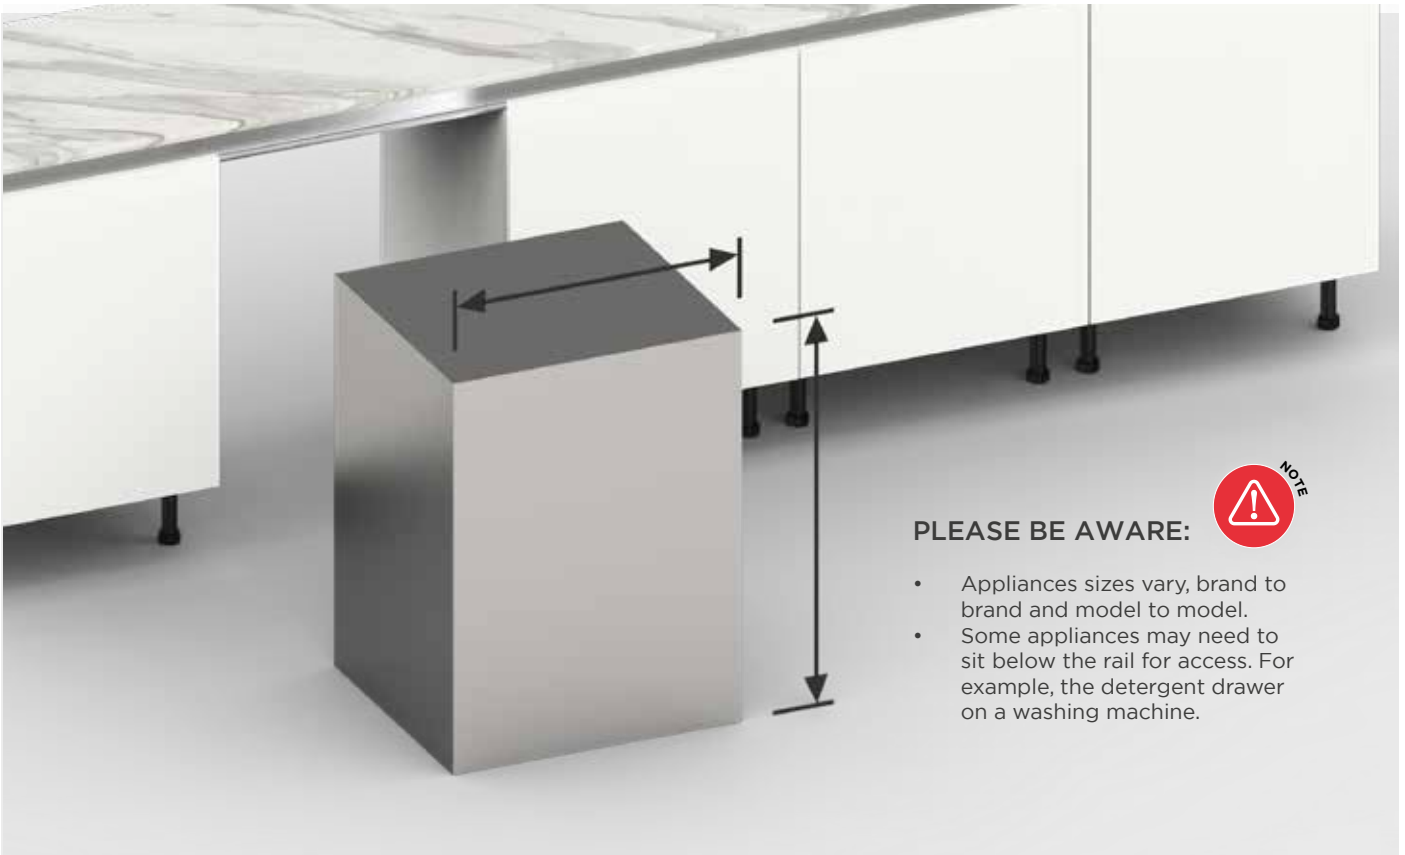 NOTE
PLEASE BE AWARE:
• Appliances sizes vary, brand to
brand and model to model.
• Some appliances may need to
sit below the rail for access. For
example, the detergent drawer
on a washing machine.